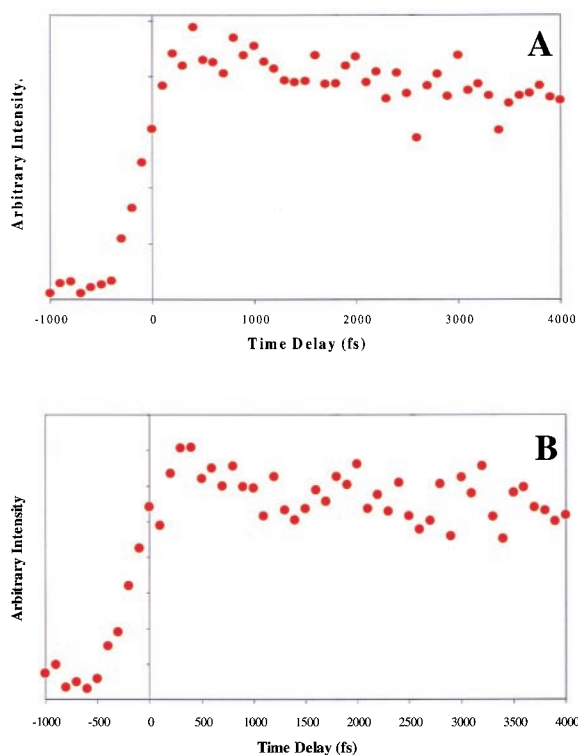 A
Arbitrary Intensity.
-1000 0 1000 2000 3000 4000
Time Delay (fs)
B
Arbitrary Intensity
-1000 -500 0 500 1000 1500 2000 2500 3000 3500 4000
Time Delay (fs)